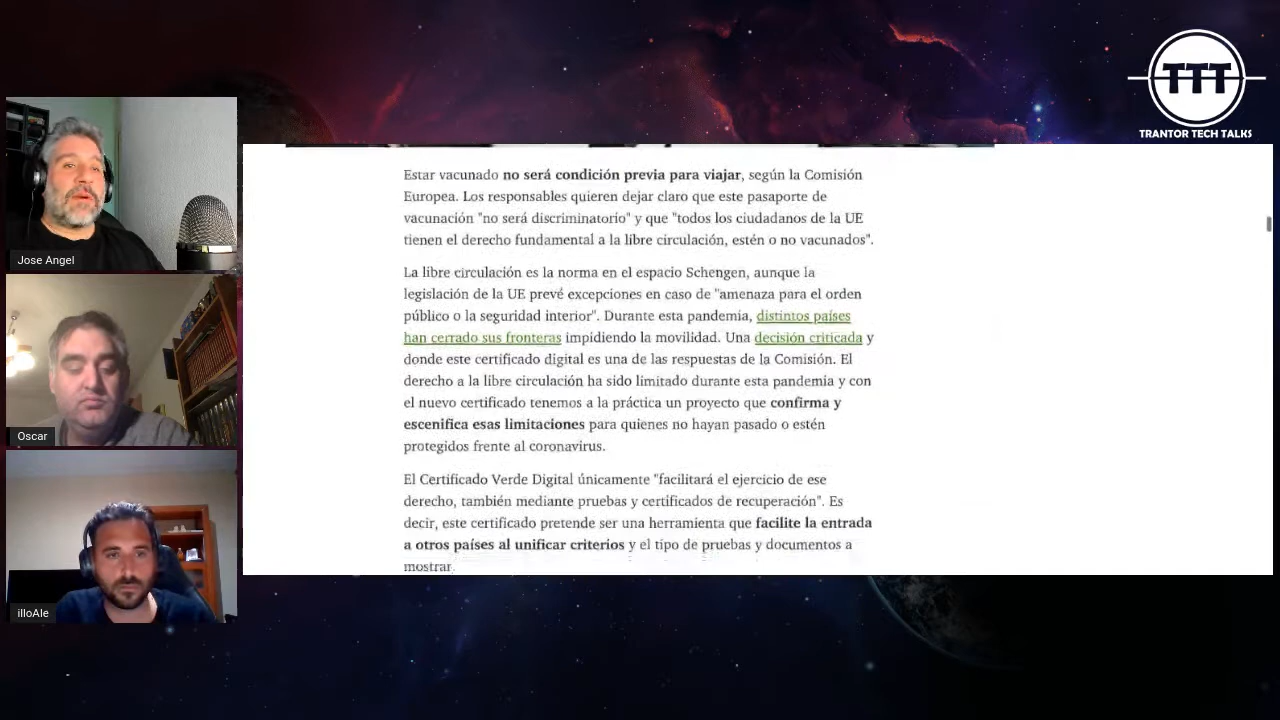 TTT
TRANTOR TECH TALKS
Jose Angel
Oscar
illoAle
Estar vacunado no será condición previa para viajar, según la Comisión
Europea. Los responsables quieren dejar claro que este pasaporte de
vacunación "no será discriminatorio" y que "todos los ciudadanos de la UE
tienen el derecho fundamental a la libre circulación, estén o no vacunados".
La libre circulación es la norma en el espacio Schengen, aunque la
legislación de la UE prevé excepciones en caso de "amenaza para el orden
público o la seguridad interior". Durante esta pandemia, distintos países
han cerrado sus fronteras impidiendo la movilidad. Una decisión criticada y
donde este certificado digital es una de las respuestas de la Comisión. El
derecho a la libre circulación ha sido limitado durante esta pandemia y con
el nuevo certificado tenemos a la práctica un proyecto que confirma y
escenifica esas limitaciones para quienes no hayan pasado o estén
protegidos frente al coronavirus.
El Certificado Verde Digital únicamente "facilitará el ejercicio de ese
derecho, también mediante pruebas y certificados de recuperación". Es
decir, este certificado pretende ser una herramienta que facilite la entrada
a otros países al unificar criterios y el tipo de pruebas y documentos a
mostrar.